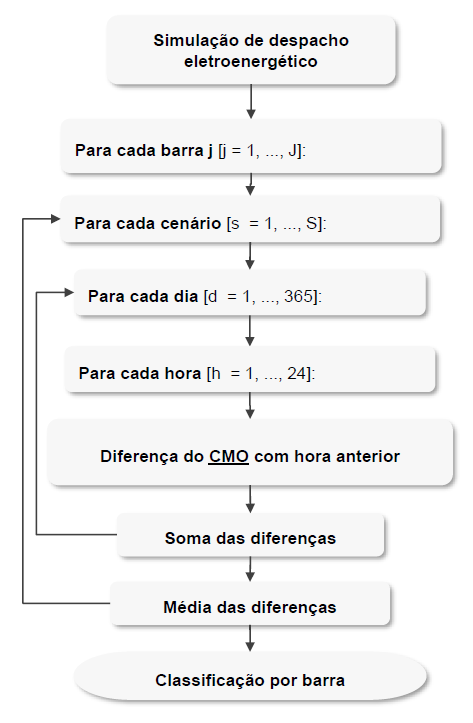 Simulação de despacho
eletroenergético
Para cada barra j [j = 1, ..., J]:
Para cada cenário [s = 1, ..., S]:
Para cada dia [d = 1, ..., 365]:
Para cada hora [h = 1, ..., 24]:
Diferença do CMO com hora anterior
Soma das diferenças
Média das diferenças
Classificação por barra